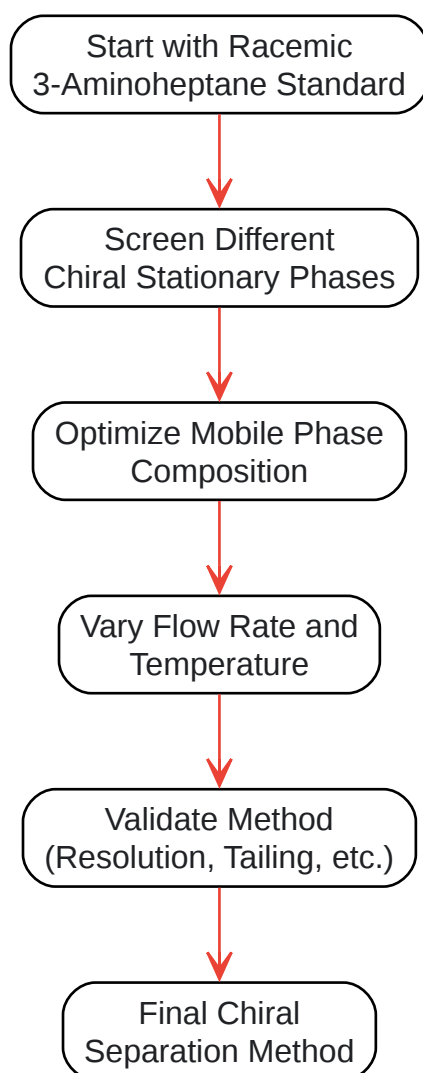 Start with Racemic
3-Aminoheptane Standard
Screen Different
Chiral Stationary Phases
Optimize Mobile Phase
Composition
Vary Flow Rate and
Temperature
Validate Method
(Resolution, Tailing, etc.)
Final Chiral
Separation Method